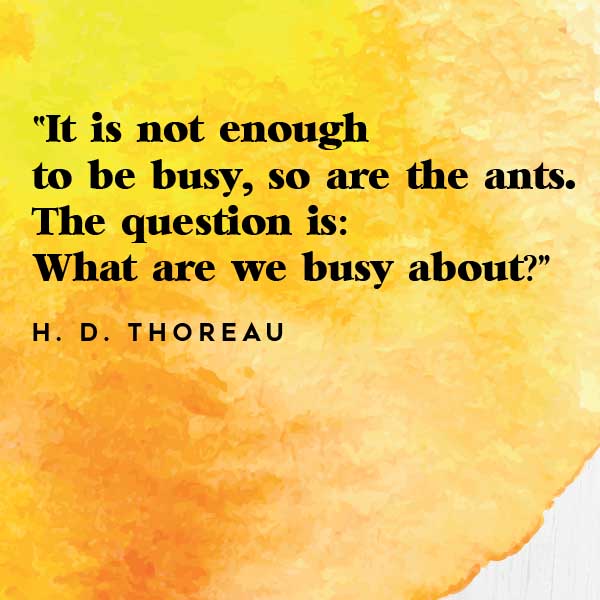 “It is not enough
to be busy, so are the ants.
The question is:
What are we busy about?”
H. D. THOREAU